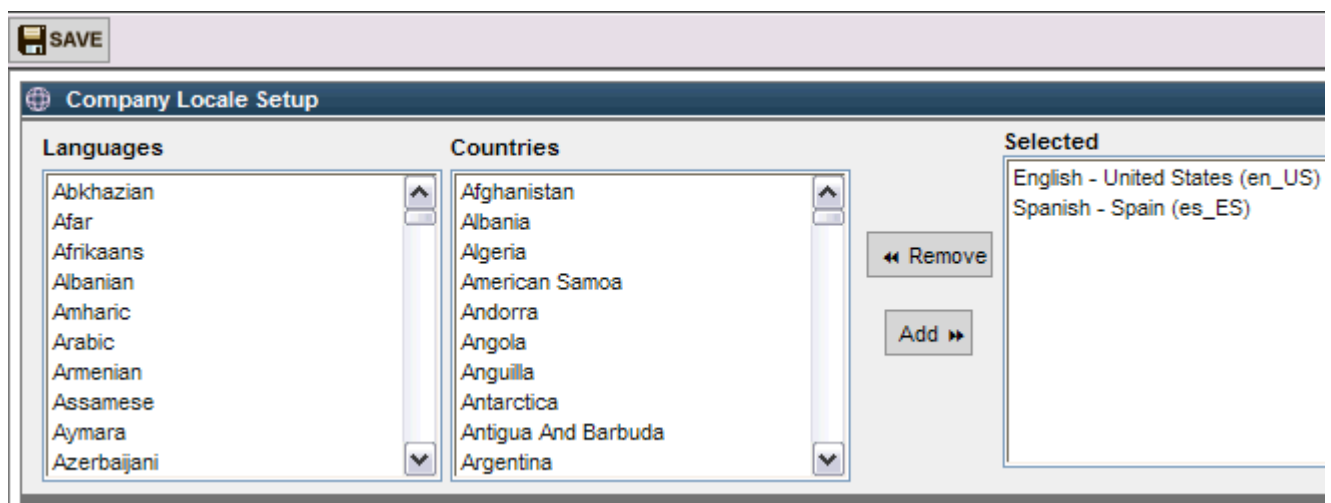 SAVE
Company Locale Setup
Languages
Abkhazian
Afar
Afrikaans
Albanian
Amharic
Arabic
Armenian
Assamese
Aymara
Azerbaijani
Countries
Afghanistan
Albania
Algeria
American Samoa
Andorra
Angola
Anguilla
Antarctica
Antigua And Barbuda
Argentina
Remove
Add
Selected
English - United States (en_US)
Spanish - Spain (es_ES)